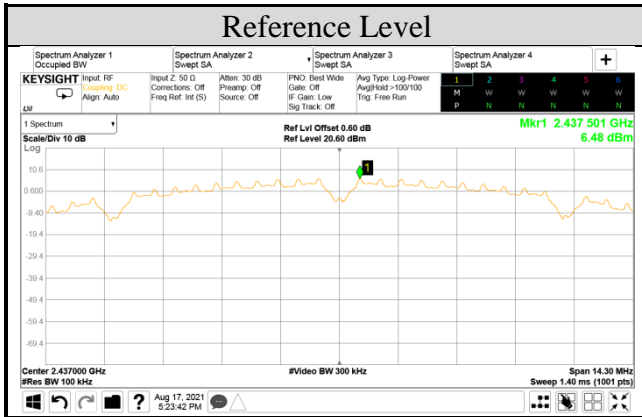 Reference Level
Spectrum Analyzer 1
Occupied BW
Spectrum Analyzer 2
Swept SA
Spectrum Analyzer 3
Swept SA
Spectrum Analyzer 4
Swept SA
+
KEYSIGHT
Input: RF
Coupling: DC
Align: Auto
Input Z: 50 Ω
Corrections: Off
Freq Ref: Int (S)
Atten: 30 dB
Preamp: Off
Source: Off
PNO: Best Wide
Gate: Off
IF Gain: Low
Sig Track: Off
Avg Type: Log-Power
Avg|Hold:>100/100
Trig: Free Run
1 2 3 4 5 6
M W W W W W
P N N N N N
LXI
1 Spectrum
Scale/Div 10 dB
Log
Ref Lvl Offset 0.60 dB
Ref Level 20.60 dBm
Mkr1 2.437 501 GHz
6.48 dBm
1
10.6
0.600
-9.40
-19.4
-29.4
-39.4
-49.4
-59.4
-69.4
Center 2.437000 GHz
#Res BW 100 kHz
#Video BW 300 kHz
Span 14.30 MHz
Sweep 1.40 ms (1001 pts)
?
Aug 17, 2021
5:23:42 PM